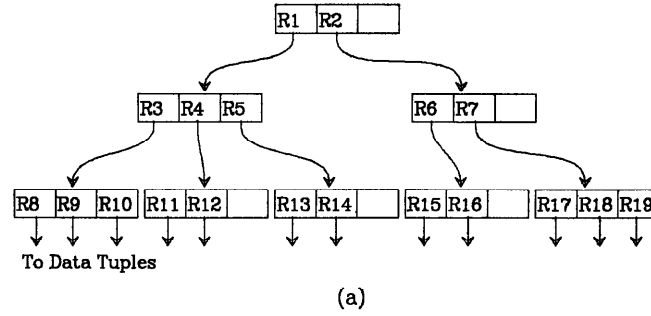 R1 R2
R3 R4 R5 R6 R7
R8 R9 R10 R11 R12 R13 R14 R15 R16 R17 R18 R19
To Data Tuples
(a)